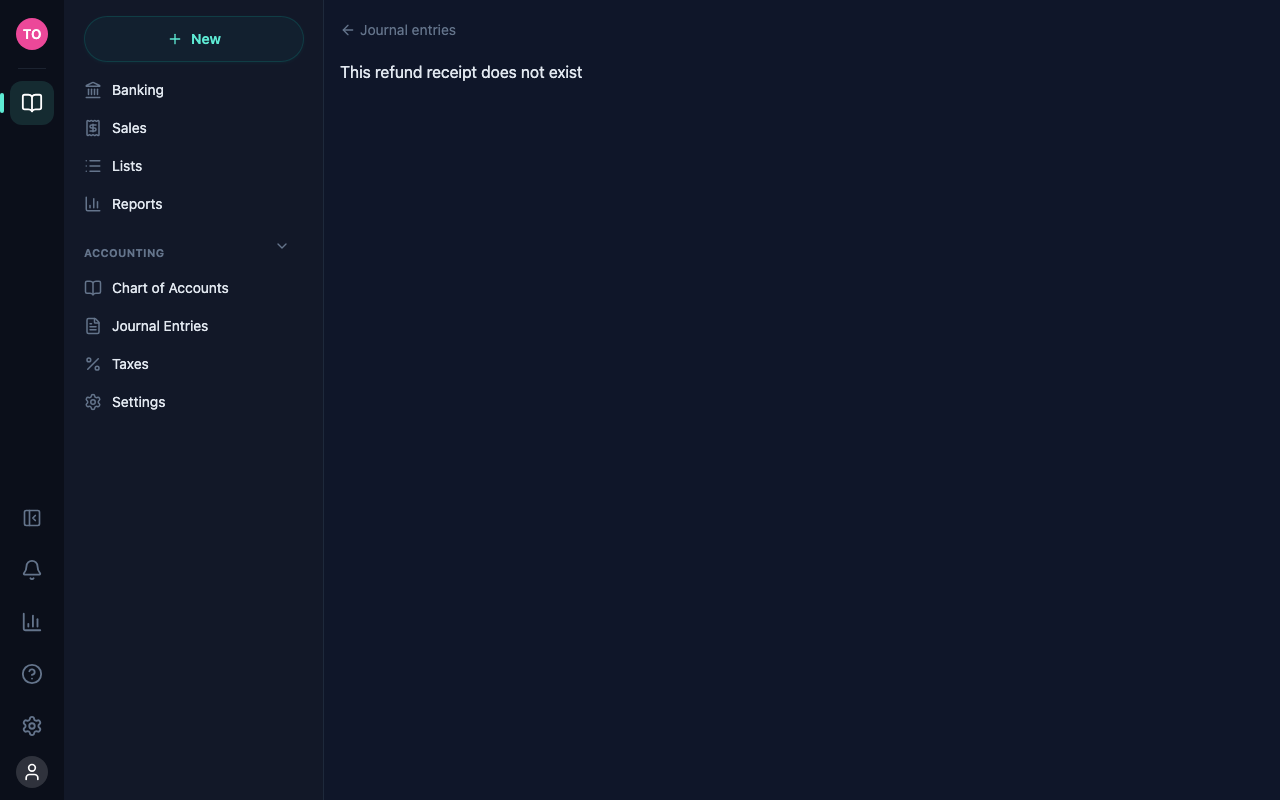 TO
New
Banking
Sales
Lists
Reports
ACCOUNTING
Chart of Accounts
Journal Entries
Taxes
Settings
Journal entries
This refund receipt does not exist